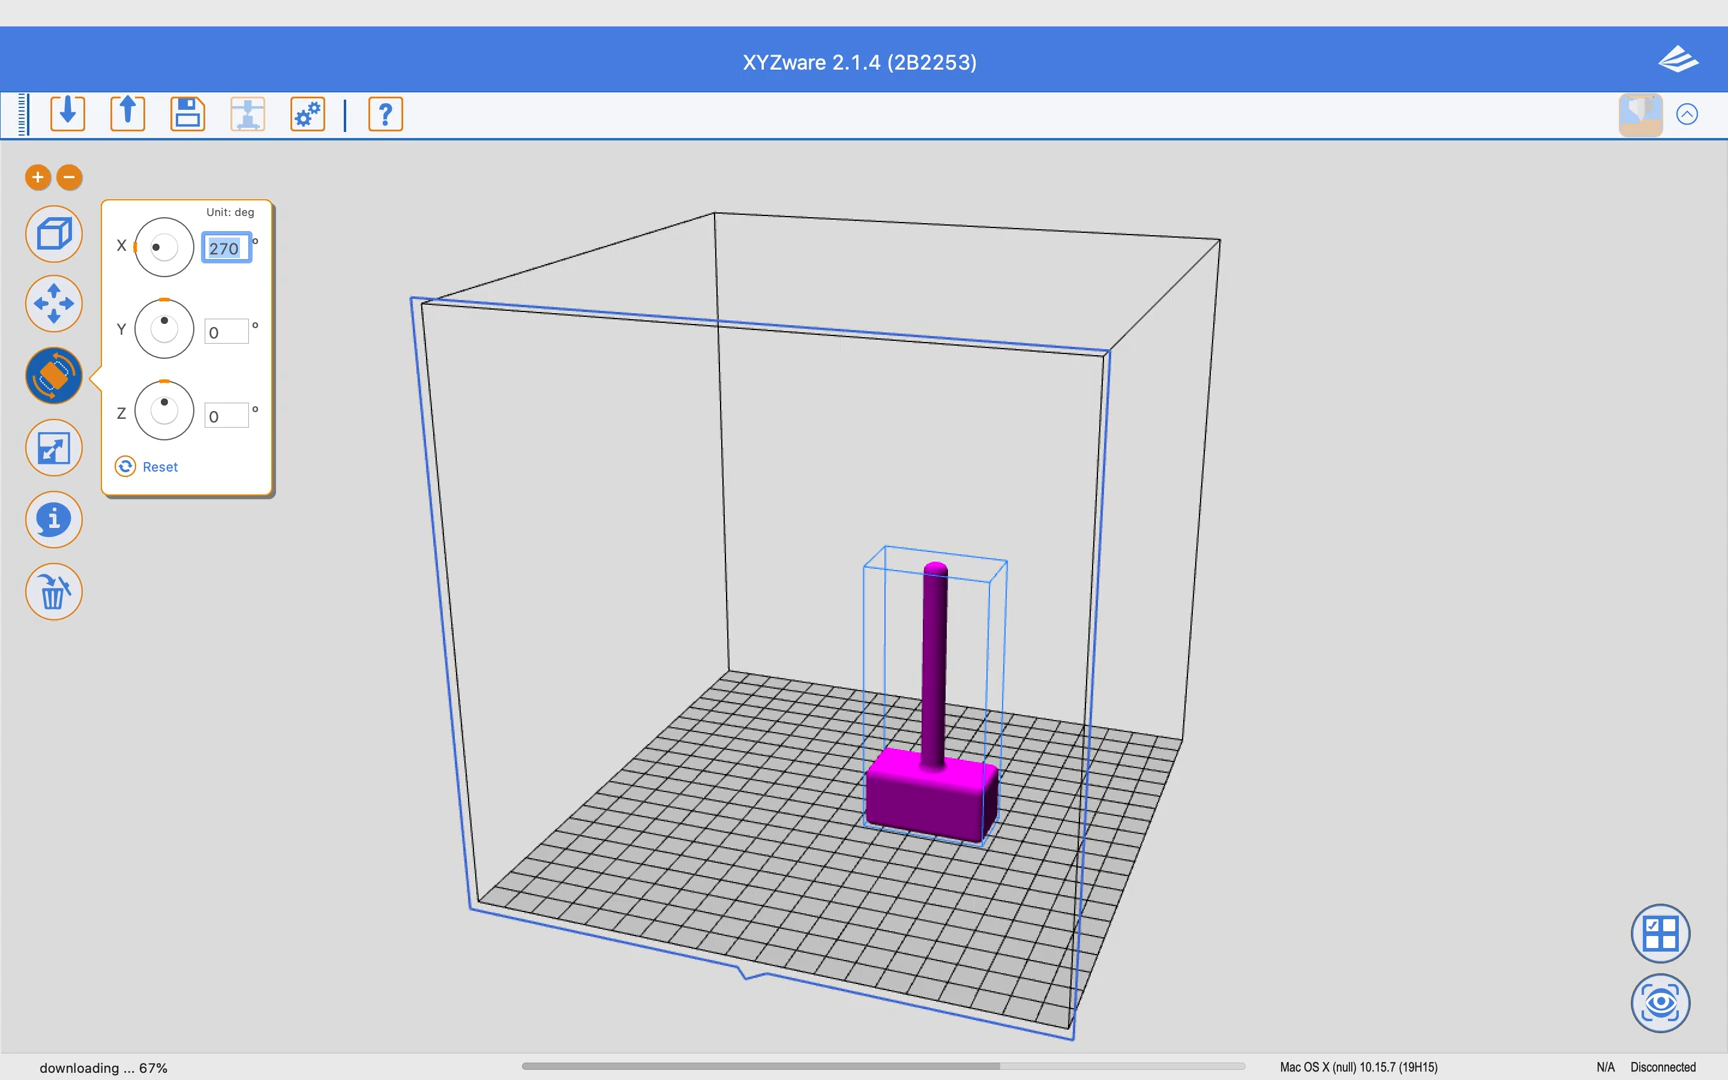 XYZware 2.1.4 (2B2253)
?
+ −
Unit: deg
X 270 °
Y 0 °
Z 0 °
Reset
i
downloading ... 67%
Mac OS X (null) 10.15.7 (19H15)
N/A Disconnected